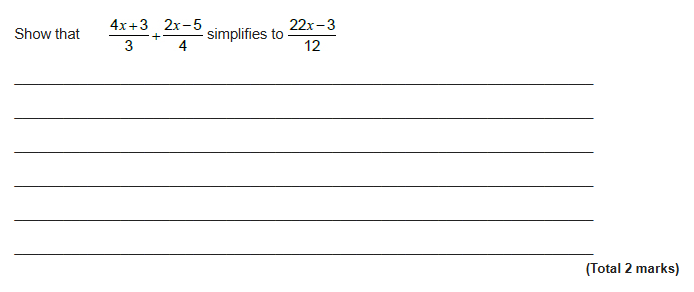 Show that (4x+3)/3 + (2x−5)/4 simplifies to (22x−3)/12
(Total 2 marks)